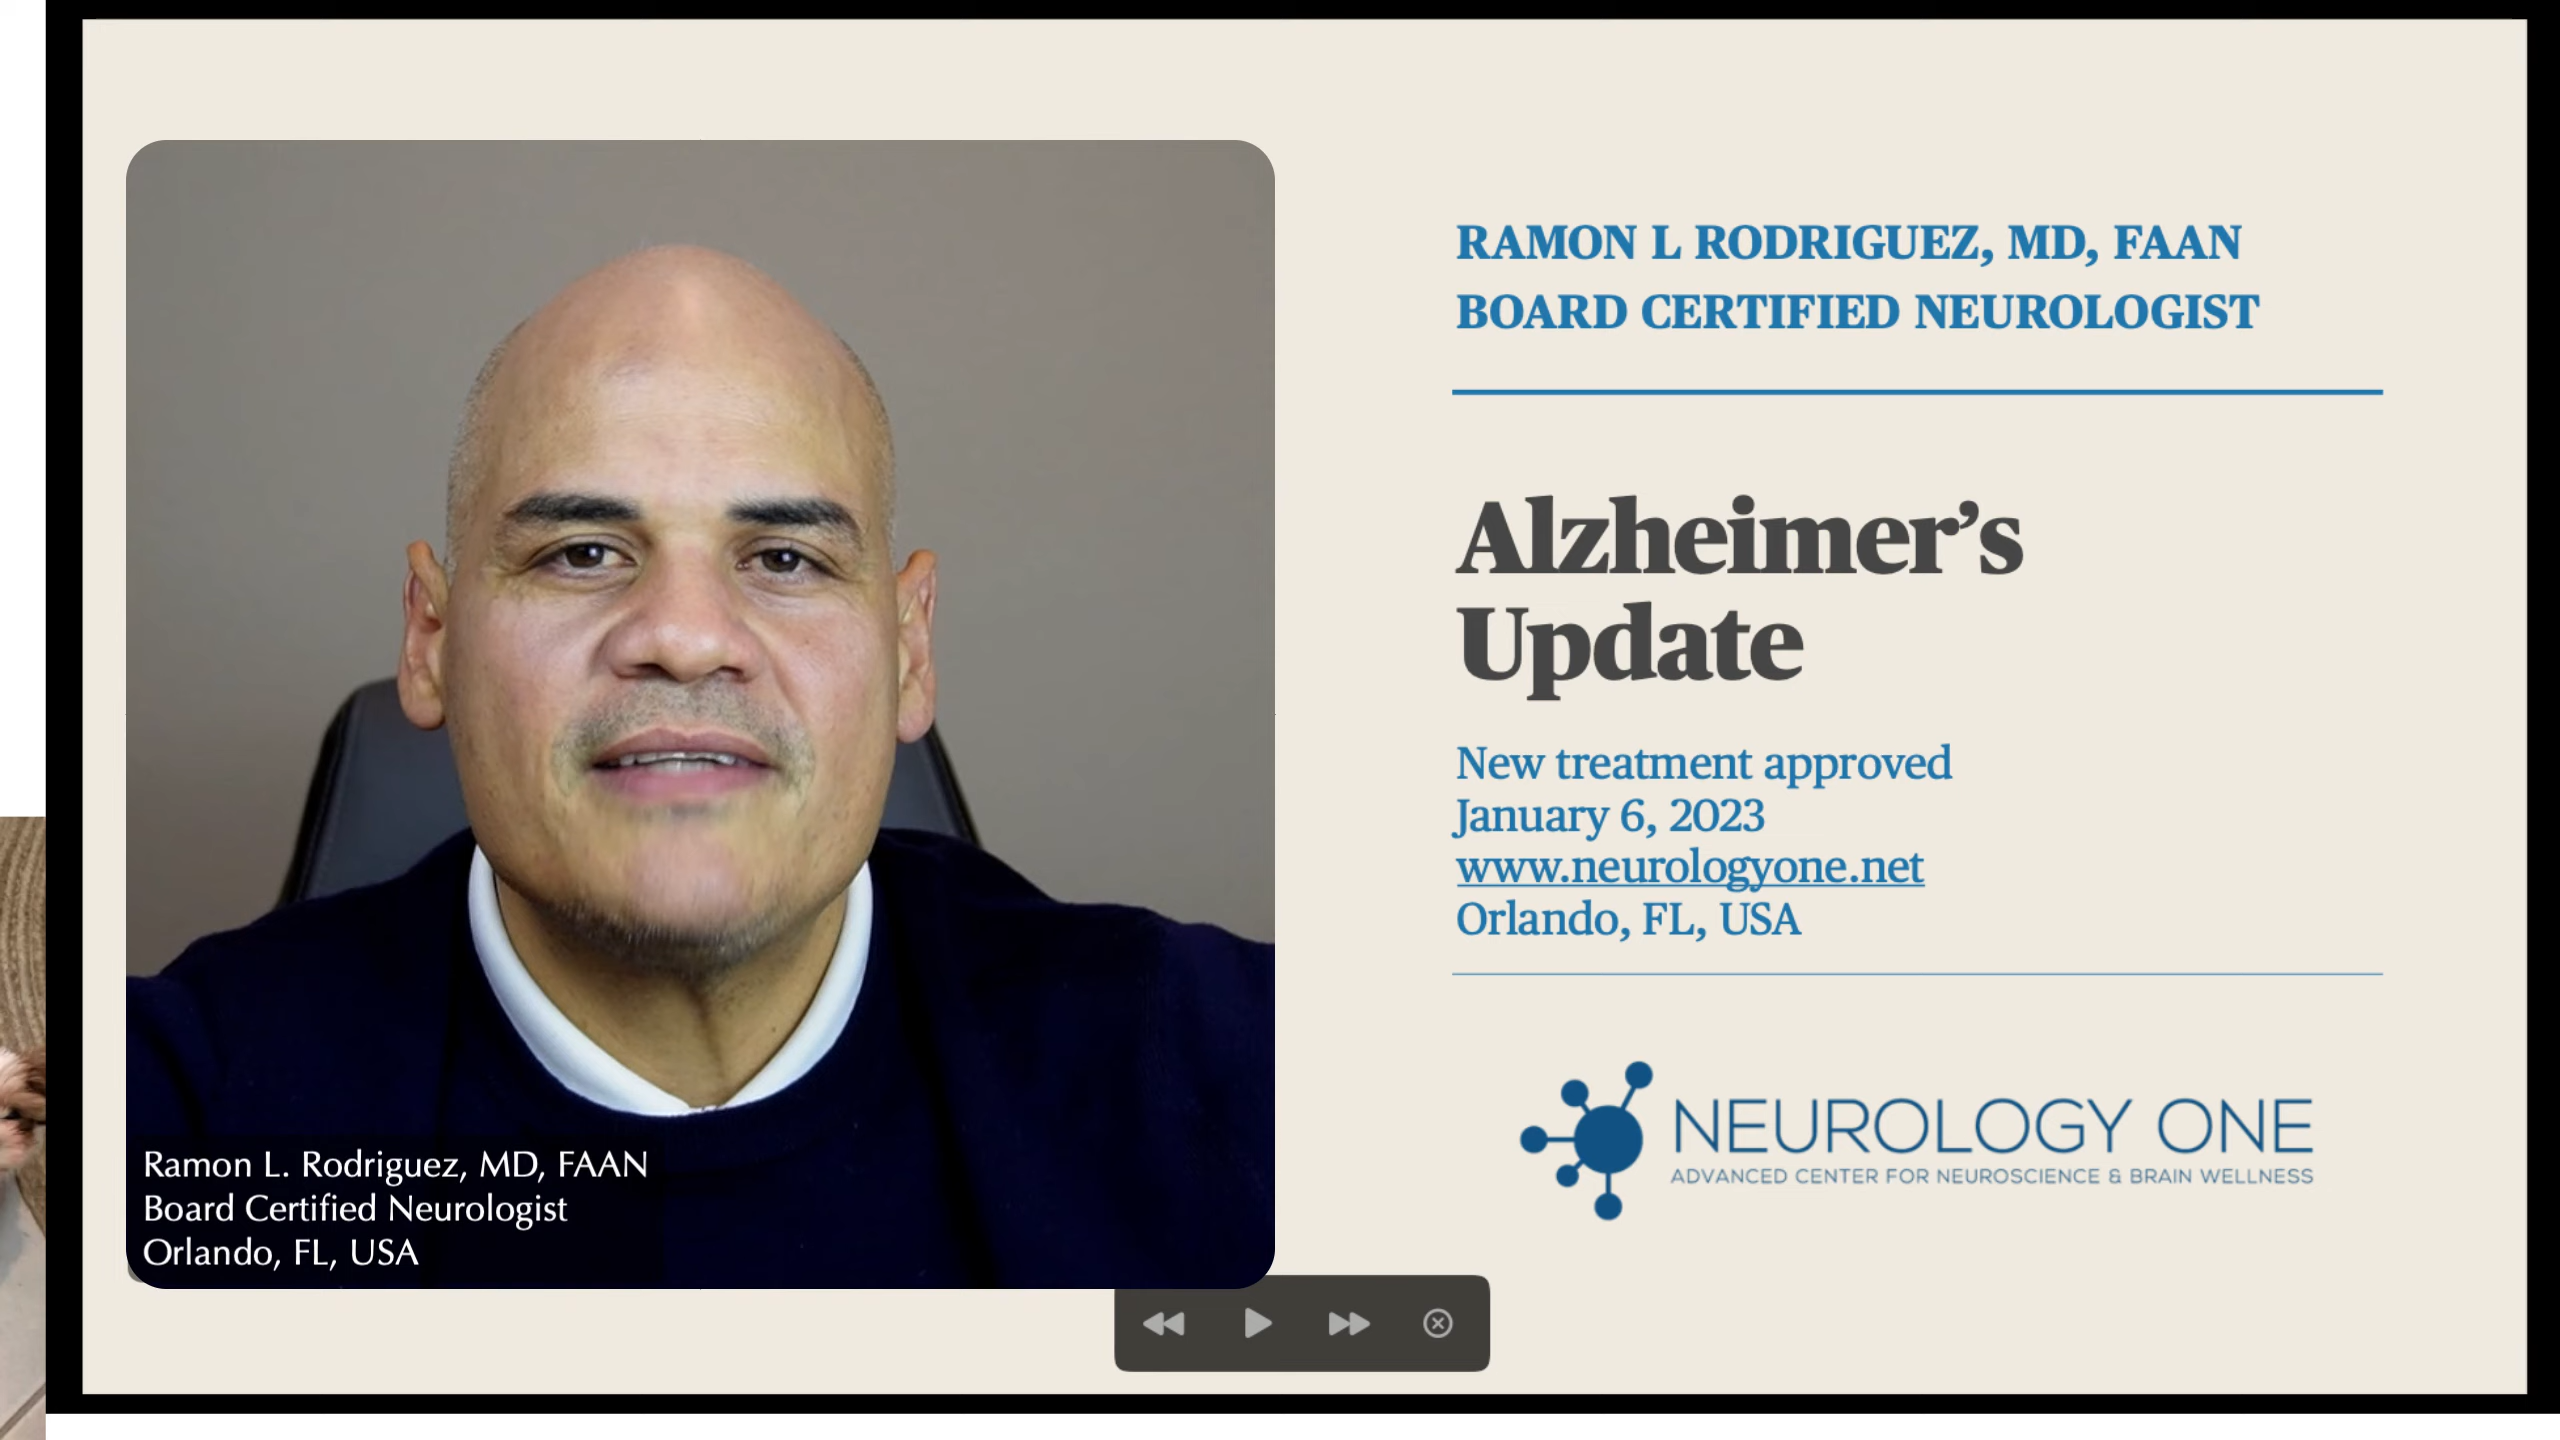 RAMON L RODRIGUEZ, MD, FAAN
BOARD CERTIFIED NEUROLOGIST
Alzheimer’s
Update
New treatment approved
January 6, 2023
www.neurologyone.net
Orlando, FL, USA
NEUROLOGY ONE
ADVANCED CENTER FOR NEUROSCIENCE & BRAIN WELLNESS
Ramon L. Rodriguez, MD, FAAN
Board Certified Neurologist
Orlando, FL, USA